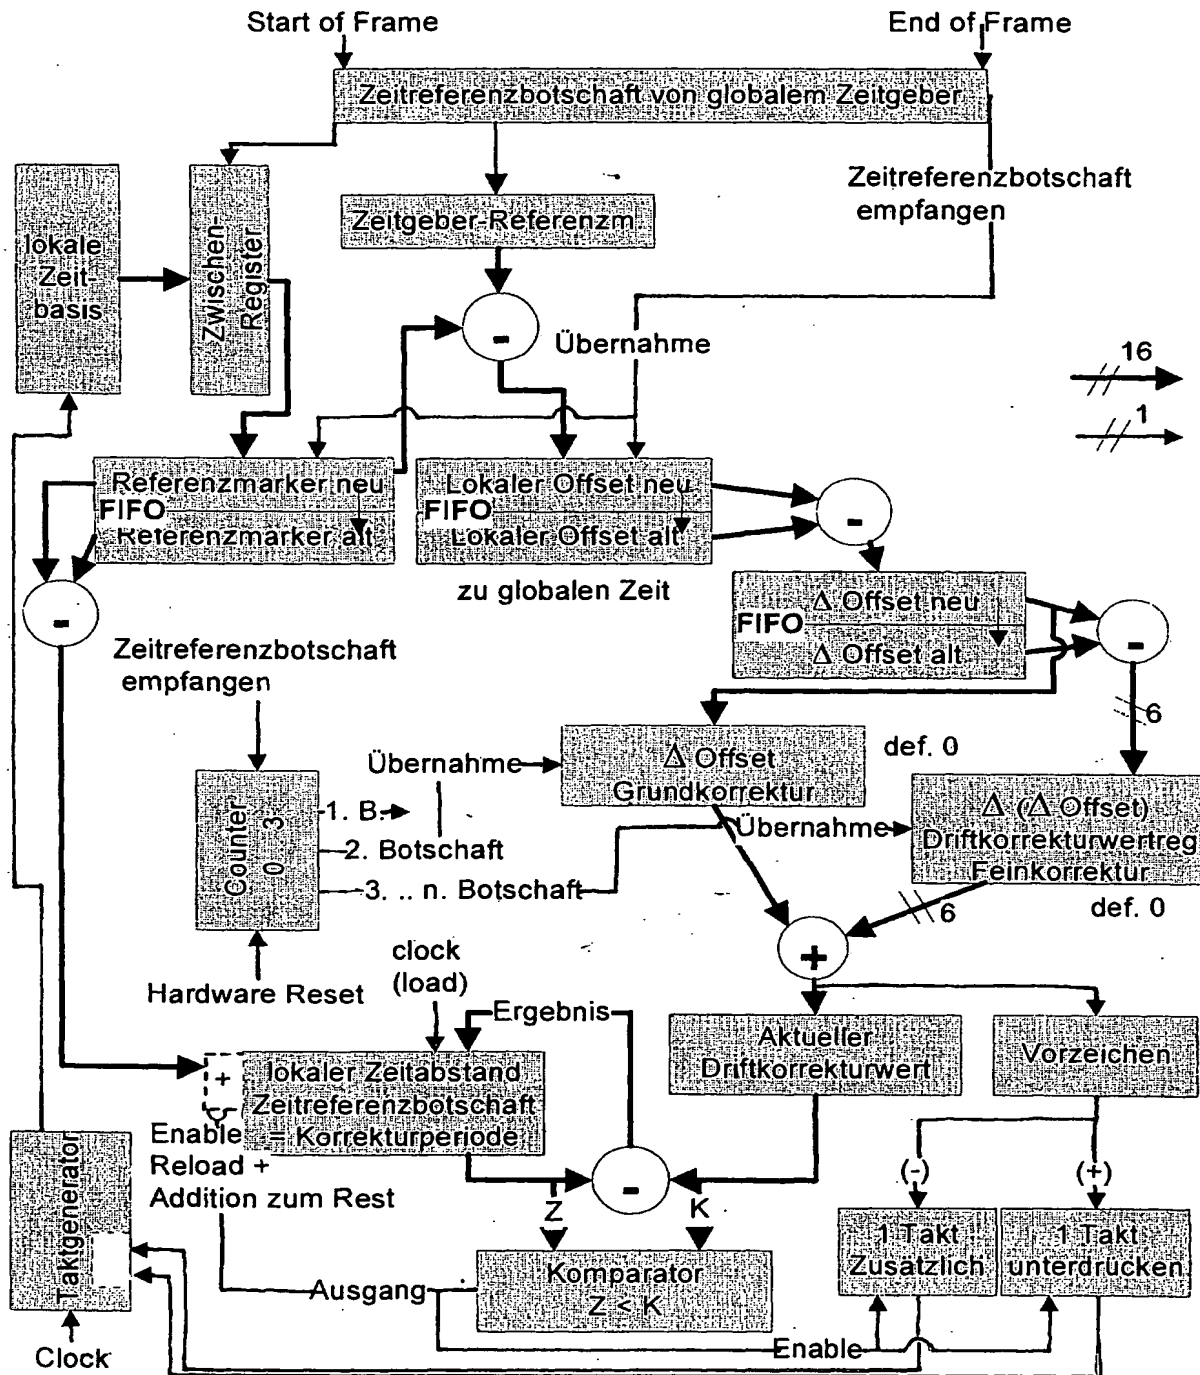 Start of Frame
End of Frame
Zeitreferenzbotschaft von globalem Zeitgeber
Zeitreferenzbotschaft
empfangen
lokale
Zeit-
basis
Zwischen-
Register
Zeitgeber-Referenzm
-
Übernahme
16
1
Referenzmarker neu
FIFO
Referenzmarker alt
Lokaler Offset neu
FIFO
Lokaler Offset alt
-
zu globalen Zeit
-
Δ Offset neu
FIFO
Δ Offset alt
-
Zeitreferenzbotschaft
empfangen
6
Übernahme
Δ Offset
Grundkorrektur
def. 0
Counter
0 3
1. B.
2. Botschaft
3. .. n. Botschaft
Übernahme
Δ (Δ Offset)
Driftkorrekturwertreg
Feinkorrektur
def. 0
6
+
Hardware Reset
clock
(load)
Ergebnis
Aktueller
Driftkorrekturwert
Vorzeichen
+
lokaler Zeitabstand
Zeitreferenzbotschaft
= Korrekturperiode
Enable
Reload +
Addition zum Rest
-
Z
K
(-)
(+)
Taktgenerator
Ausgang
Komparator
Z < K
1 Takt
Zusätzlich
1 Takt
unterdrücken
Enable
Clock